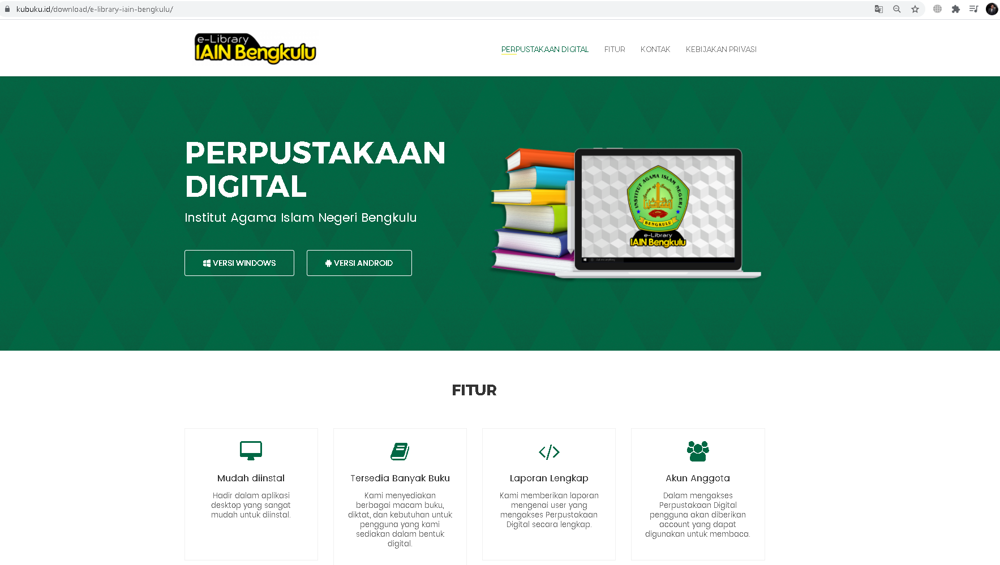 kubuku.id/download/e-library-iain-bengkulu/
e-Library
IAIN Bengkulu
PERPUSTAKAAN DIGITAL FITUR KONTAK KEBIJAKAN PRIVASI
PERPUSTAKAAN
DIGITAL
Institut Agama Islam Negeri Bengkulu
VERSI WINDOWS VERSI ANDROID
INSTITUT AGAMA ISLAM NEGERI
BENGKULU
e-Library
IAIN Bengkulu
Ask me anything
FITUR
Mudah diinstal
Hadir dalam aplikasi
desktop yang sangat
mudah untuk diinstal.
Tersedia Banyak Buku
Kami menyediakan
berbagai macam buku,
diktat, dan kebutuhan untuk
pengguna yang kami
sediakan dalam bentuk
digital.
Laporan Lengkap
Kami memberikan laporan
mengenai user yang
mengakses Perpustakaan
Digital secara lengkap.
Akun Anggota
Dalam mengakses
Perpustakaan Digital
pengguna akan diberikan
account yang dapat
digunakan untuk membaca.